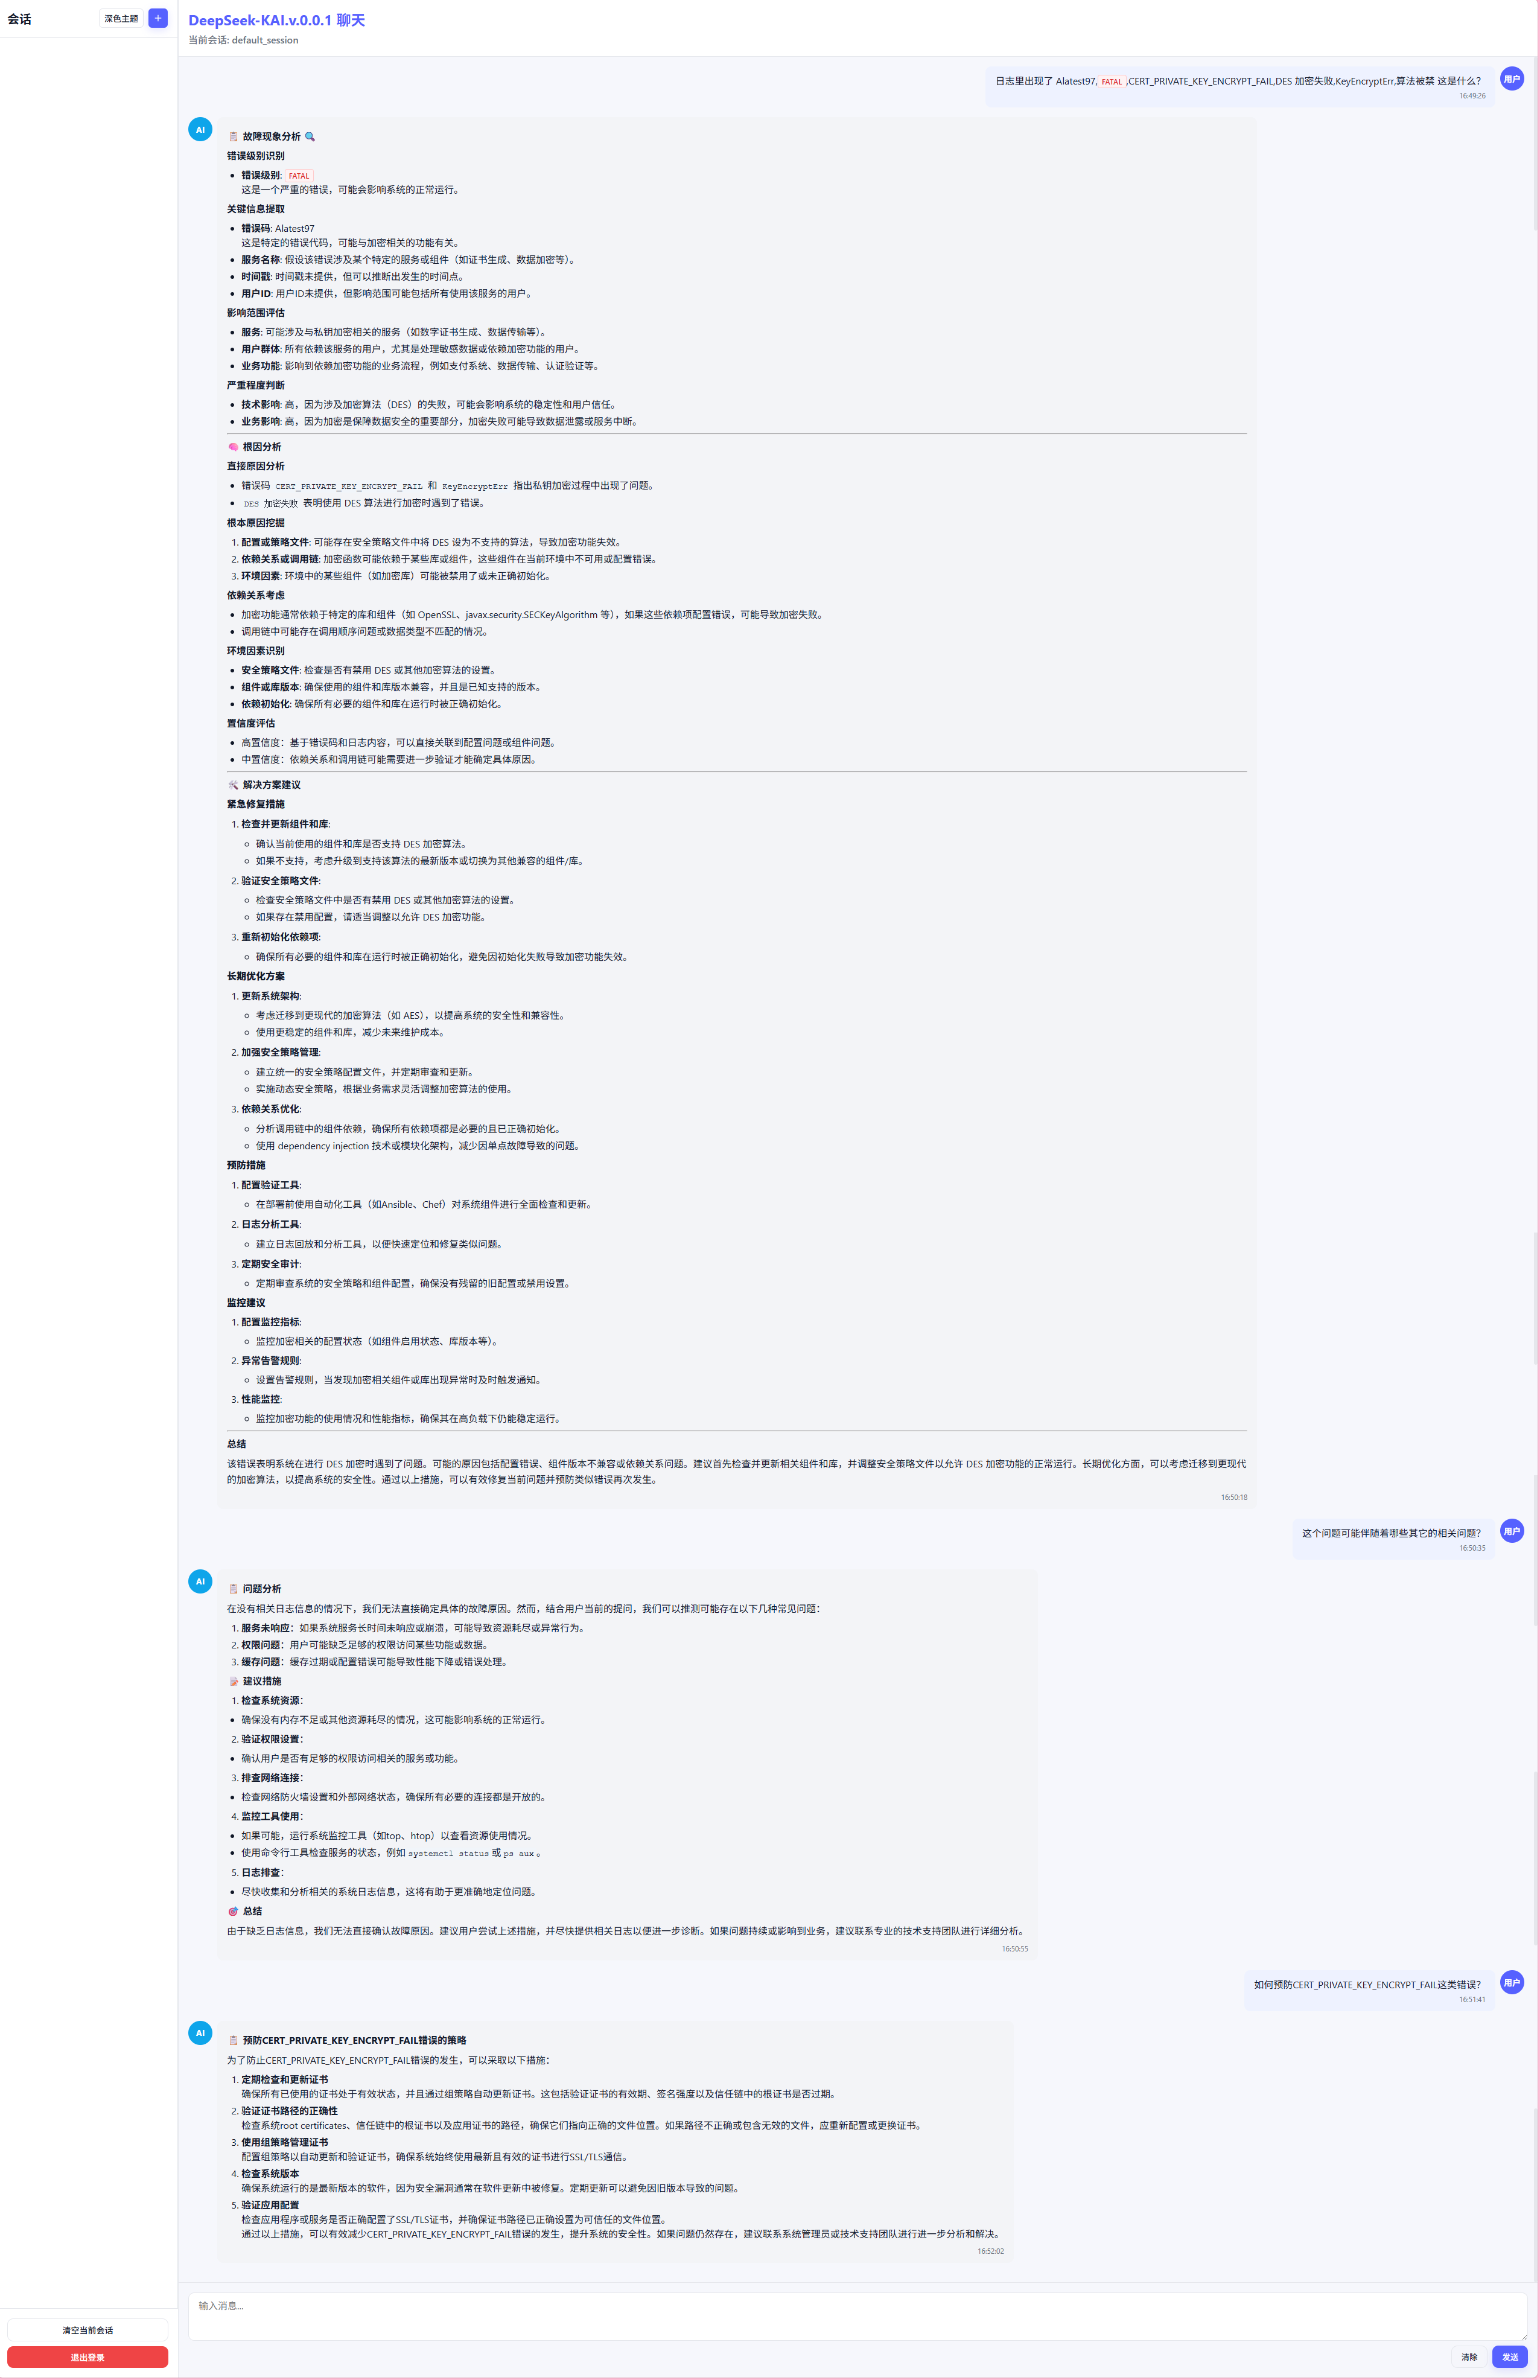 会话
深色主题
+
DeepSeek-KAI.v.0.0.1 聊天
当前会话: default_session
日志里出现了 Alatest97, FATAL ,CERT_PRIVATE_KEY_ENCRYPT_FAIL,DES 加密失败,KeyEncryptErr,算法被禁 这是什么?
16:49:26
用户
AI
📋 故障现象分析 🔍
错误级别识别
• 错误级别: FATAL
这是一个严重的错误，可能会影响系统的正常运行。
关键信息提取
• 错误码: Alatest97
这是特定的错误代码，可能与加密相关的功能有关。
• 服务名称: 假设该错误涉及某个特定的服务或组件（如证书生成、数据加密等）。
• 时间戳: 时间戳未提供，但可以推断出发生的时间点。
• 用户ID: 用户ID未提供，但影响范围可能包括所有使用该服务的用户。
影响范围评估
• 服务: 可能涉及与私钥加密相关的服务（如数字证书生成、数据传输等）。
• 用户群体: 所有依赖该服务的用户，尤其是处理敏感数据或依赖加密功能的用户。
• 业务功能: 影响到依赖加密功能的业务流程，例如支付系统、数据传输、认证验证等。
严重程度判断
• 技术影响: 高，因为涉及加密算法（DES）的失败，可能会影响系统的稳定性和用户信任。
• 业务影响: 高，因为加密是保障数据安全的重要部分，加密失败可能导致数据泄露或服务中断。
🧠 根因分析
直接原因分析
• 错误码 CERT_PRIVATE_KEY_ENCRYPT_FAIL 和 KeyEncryptErr 指出私钥加密过程中出现了问题。
• DES 加密失败 表明使用 DES 算法进行加密时遇到了错误。
根本原因挖掘
1. 配置或策略文件: 可能存在安全策略文件中将 DES 设为不支持的算法，导致加密功能失效。
2. 依赖关系或调用链: 加密函数可能依赖于某些库或组件，这些组件在当前环境中不可用或配置错误。
3. 环境因素: 环境中的某些组件（如加密库）可能被禁用了或未正确初始化。
依赖关系考虑
• 加密功能通常依赖于特定的库和组件（如 OpenSSL、javax.security.SECKeyAlgorithm 等），如果这些依赖项配置错误，可能导致加密失败。
• 调用链中可能存在调用顺序问题或数据类型不匹配的情况。
环境因素识别
• 安全策略文件: 检查是否有禁用 DES 或其他加密算法的设置。
• 组件或库版本: 确保使用的组件和库版本兼容，并且是已知支持的版本。
• 依赖初始化: 确保所有必要的组件和库在运行时被正确初始化。
置信度评估
• 高置信度：基于错误码和日志内容，可以直接关联到配置问题或组件问题。
• 中置信度：依赖关系和调用链可能需要进一步验证才能确定具体原因。
🛠 解决方案建议
紧急修复措施
1. 检查并更新组件和库:
◦ 确认当前使用的组件和库是否支持 DES 加密算法。
◦ 如果不支持，考虑升级到支持该算法的最新版本或切换为其他兼容的组件/库。
2. 验证安全策略文件:
◦ 检查安全策略文件中是否有禁用 DES 或其他加密算法的设置。
◦ 如果存在禁用配置，请适当调整以允许 DES 加密功能。
3. 重新初始化依赖项:
◦ 确保所有必要的组件和库在运行时被正确初始化，避免因初始化失败导致加密功能失效。
长期优化方案
1. 更新系统架构:
◦ 考虑迁移到更现代的加密算法（如 AES），以提高系统的安全性和兼容性。
◦ 使用更稳定的组件和库，减少未来维护成本。
2. 加强安全策略管理:
◦ 建立统一的安全策略配置文件，并定期审查和更新。
◦ 实施动态安全策略，根据业务需求灵活调整加密算法的使用。
3. 依赖关系优化:
◦ 分析调用链中的组件依赖，确保所有依赖项都是必要的且已正确初始化。
◦ 使用 dependency injection 技术或模块化架构，减少因单点故障导致的问题。
预防措施
1. 配置验证工具:
◦ 在部署前使用自动化工具（如Ansible、Chef）对系统组件进行全面检查和更新。
2. 日志分析工具:
◦ 建立日志回放和分析工具，以便快速定位和修复类似问题。
3. 定期安全审计:
◦ 定期审查系统的安全策略和组件配置，确保没有残留的旧配置或禁用设置。
监控建议
1. 配置监控指标:
◦ 监控加密相关的配置状态（如组件启用状态、库版本等）。
2. 异常告警规则:
◦ 设置告警规则，当发现加密相关组件或库出现异常时及时触发通知。
3. 性能监控:
◦ 监控加密功能的使用情况和性能指标，确保其在高负载下仍能稳定运行。
总结
该错误表明系统在进行 DES 加密时遇到了问题。可能的原因包括配置错误、组件版本不兼容或依赖关系问题。建议首先检查并更新相关组件和库，并调整安全策略文件以允许 DES 加密功能的正常运行。长期优化方面，可以考虑迁移到更现代
的加密算法，以提高系统的安全性。通过以上措施，可以有效修复当前问题并预防类似错误再次发生。
16:50:18
这个问题可能伴随着哪些其它的相关问题?
16:50:35
用户
AI
📋 问题分析
在没有相关日志信息的情况下，我们无法直接确定具体的故障原因。然而，结合用户当前的提问，我们可以推测可能存在以下几种常见问题：
1. 服务未响应：如果系统服务长时间未响应或崩溃，可能导致资源耗尽或异常行为。
2. 权限问题：用户可能缺乏足够的权限访问某些功能或数据。
3. 缓存问题：缓存过期或配置错误可能导致性能下降或错误处理。
📝 建议措施
1. 检查系统资源：
• 确保没有内存不足或其他资源耗尽的情况，这可能影响系统的正常运行。
2. 验证权限设置：
• 确认用户是否有足够的权限访问相关的服务或功能。
3. 排查网络连接：
• 检查网络防火墙设置和外部网络状态，确保所有必要的连接都是开放的。
4. 监控工具使用：
• 如果可能，运行系统监控工具（如top、htop）以查看资源使用情况。
• 使用命令行工具检查服务的状态，例如 systemctl status 或 ps aux 。
5. 日志排查：
• 尽快收集和分析相关的系统日志信息，这将有助于更准确地定位问题。
🎯 总结
由于缺乏日志信息，我们无法直接确认故障原因。建议用户尝试上述措施，并尽快提供相关日志以便进一步诊断。如果问题持续或影响到业务，建议联系专业的技术支持团队进行详细分析。
16:50:55
如何预防CERT_PRIVATE_KEY_ENCRYPT_FAIL这类错误?
16:51:41
用户
AI
📋 预防CERT_PRIVATE_KEY_ENCRYPT_FAIL错误的策略
为了防止CERT_PRIVATE_KEY_ENCRYPT_FAIL错误的发生，可以采取以下措施：
1. 定期检查和更新证书
确保所有已使用的证书处于有效状态，并且通过组策略自动更新证书。这包括验证证书的有效期、签名强度以及信任链中的根证书是否过期。
2. 验证证书路径的正确性
检查系统root certificates、信任链中的根证书以及应用证书的路径，确保它们指向正确的文件位置。如果路径不正确或包含无效的文件，应重新配置或更换证书。
3. 使用组策略管理证书
配置组策略以自动更新和验证证书，确保系统始终使用最新且有效的证书进行SSL/TLS通信。
4. 检查系统版本
确保系统运行的是最新版本的软件，因为安全漏洞通常在软件更新中被修复。定期更新可以避免因旧版本导致的问题。
5. 验证应用配置
检查应用程序或服务是否正确配置了SSL/TLS证书，并确保证书路径已正确设置为可信任的文件位置。
通过以上措施，可以有效减少CERT_PRIVATE_KEY_ENCRYPT_FAIL错误的发生，提升系统的安全性。如果问题仍然存在，建议联系系统管理员或技术支持团队进行进一步分析和解决。
16:52:02
输入消息...
清空当前会话
退出登录
清除
发送